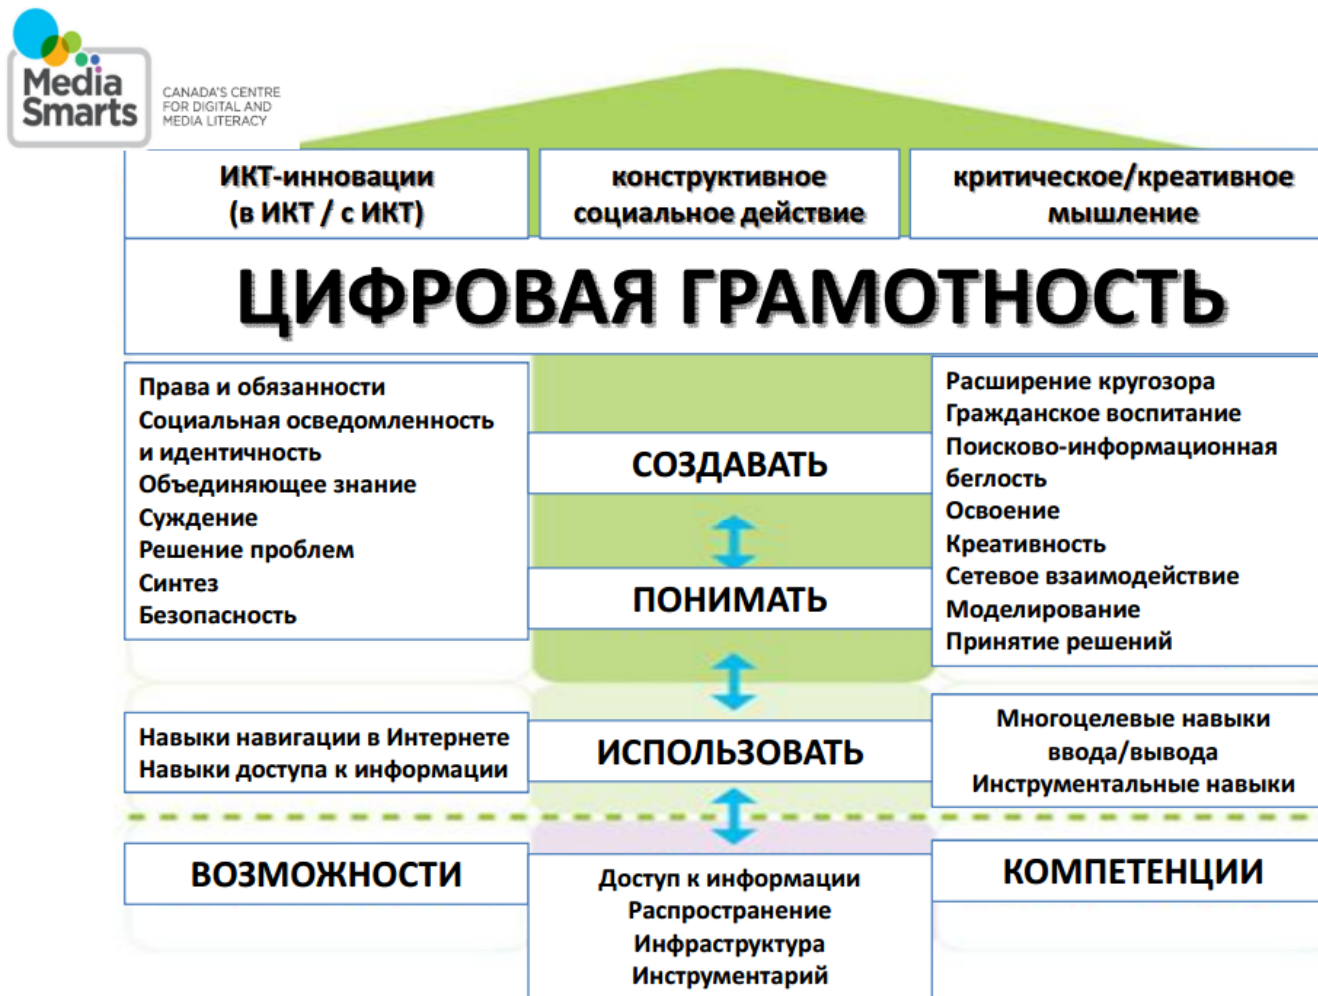 Media
Smarts
CANADA'S CENTRE
FOR DIGITAL AND
MEDIA LITERACY
ИКТ-инновации
(в ИКТ / с ИКТ)
конструктивное
социальное действие
критическое/креативное
мышление
ЦИФРОВАЯ ГРАМОТНОСТЬ
Права и обязанности
Социальная осведомленность
и идентичность
Объединяющее знание
Суждение
Решение проблем
Синтез
Безопасность
СОЗДАВАТЬ
ПОНИМАТЬ
Расширение кругозора
Гражданское воспитание
Поисково-информационная
беглость
Освоение
Креативность
Сетевое взаимодействие
Моделирование
Принятие решений
Навыки навигации в Интернете
Навыки доступа к информации
ИСПОЛЬЗОВАТЬ
Многоцелевые навыки
ввода/вывода
Инструментальные навыки
ВОЗМОЖНОСТИ
Доступ к информации
Распространение
Инфраструктура
Инструментарий
КОМПЕТЕНЦИИ